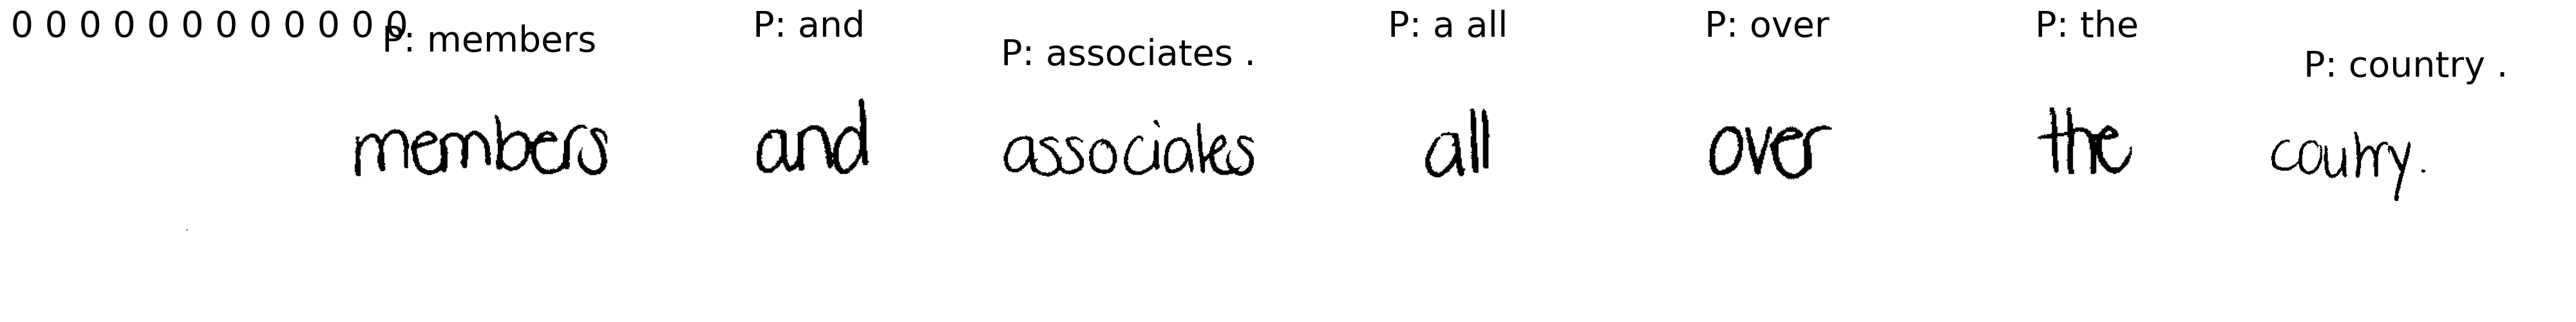 0 0 0 0 0 0 0 0 0 0 0 0 P: members P: and P: associates . P: a all P: over P: the P: country .
members and associates all over the coutry.